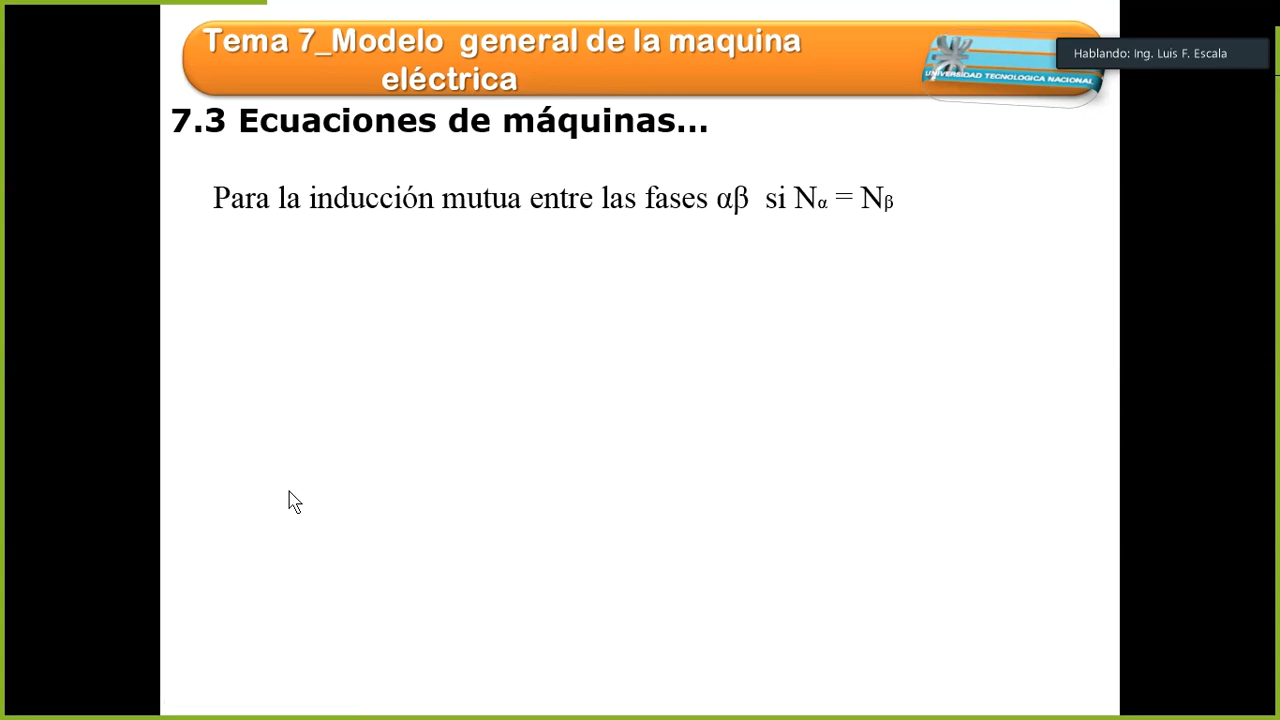 Tema 7_Modelo general de la maquina
eléctrica
Hablando: Ing. Luis F. Escala
UNIVERSIDAD TECNOLOGICA NACIONAL
7.3 Ecuaciones de máquinas...
Para la inducción mutua entre las fases αβ si Nα = Nβ